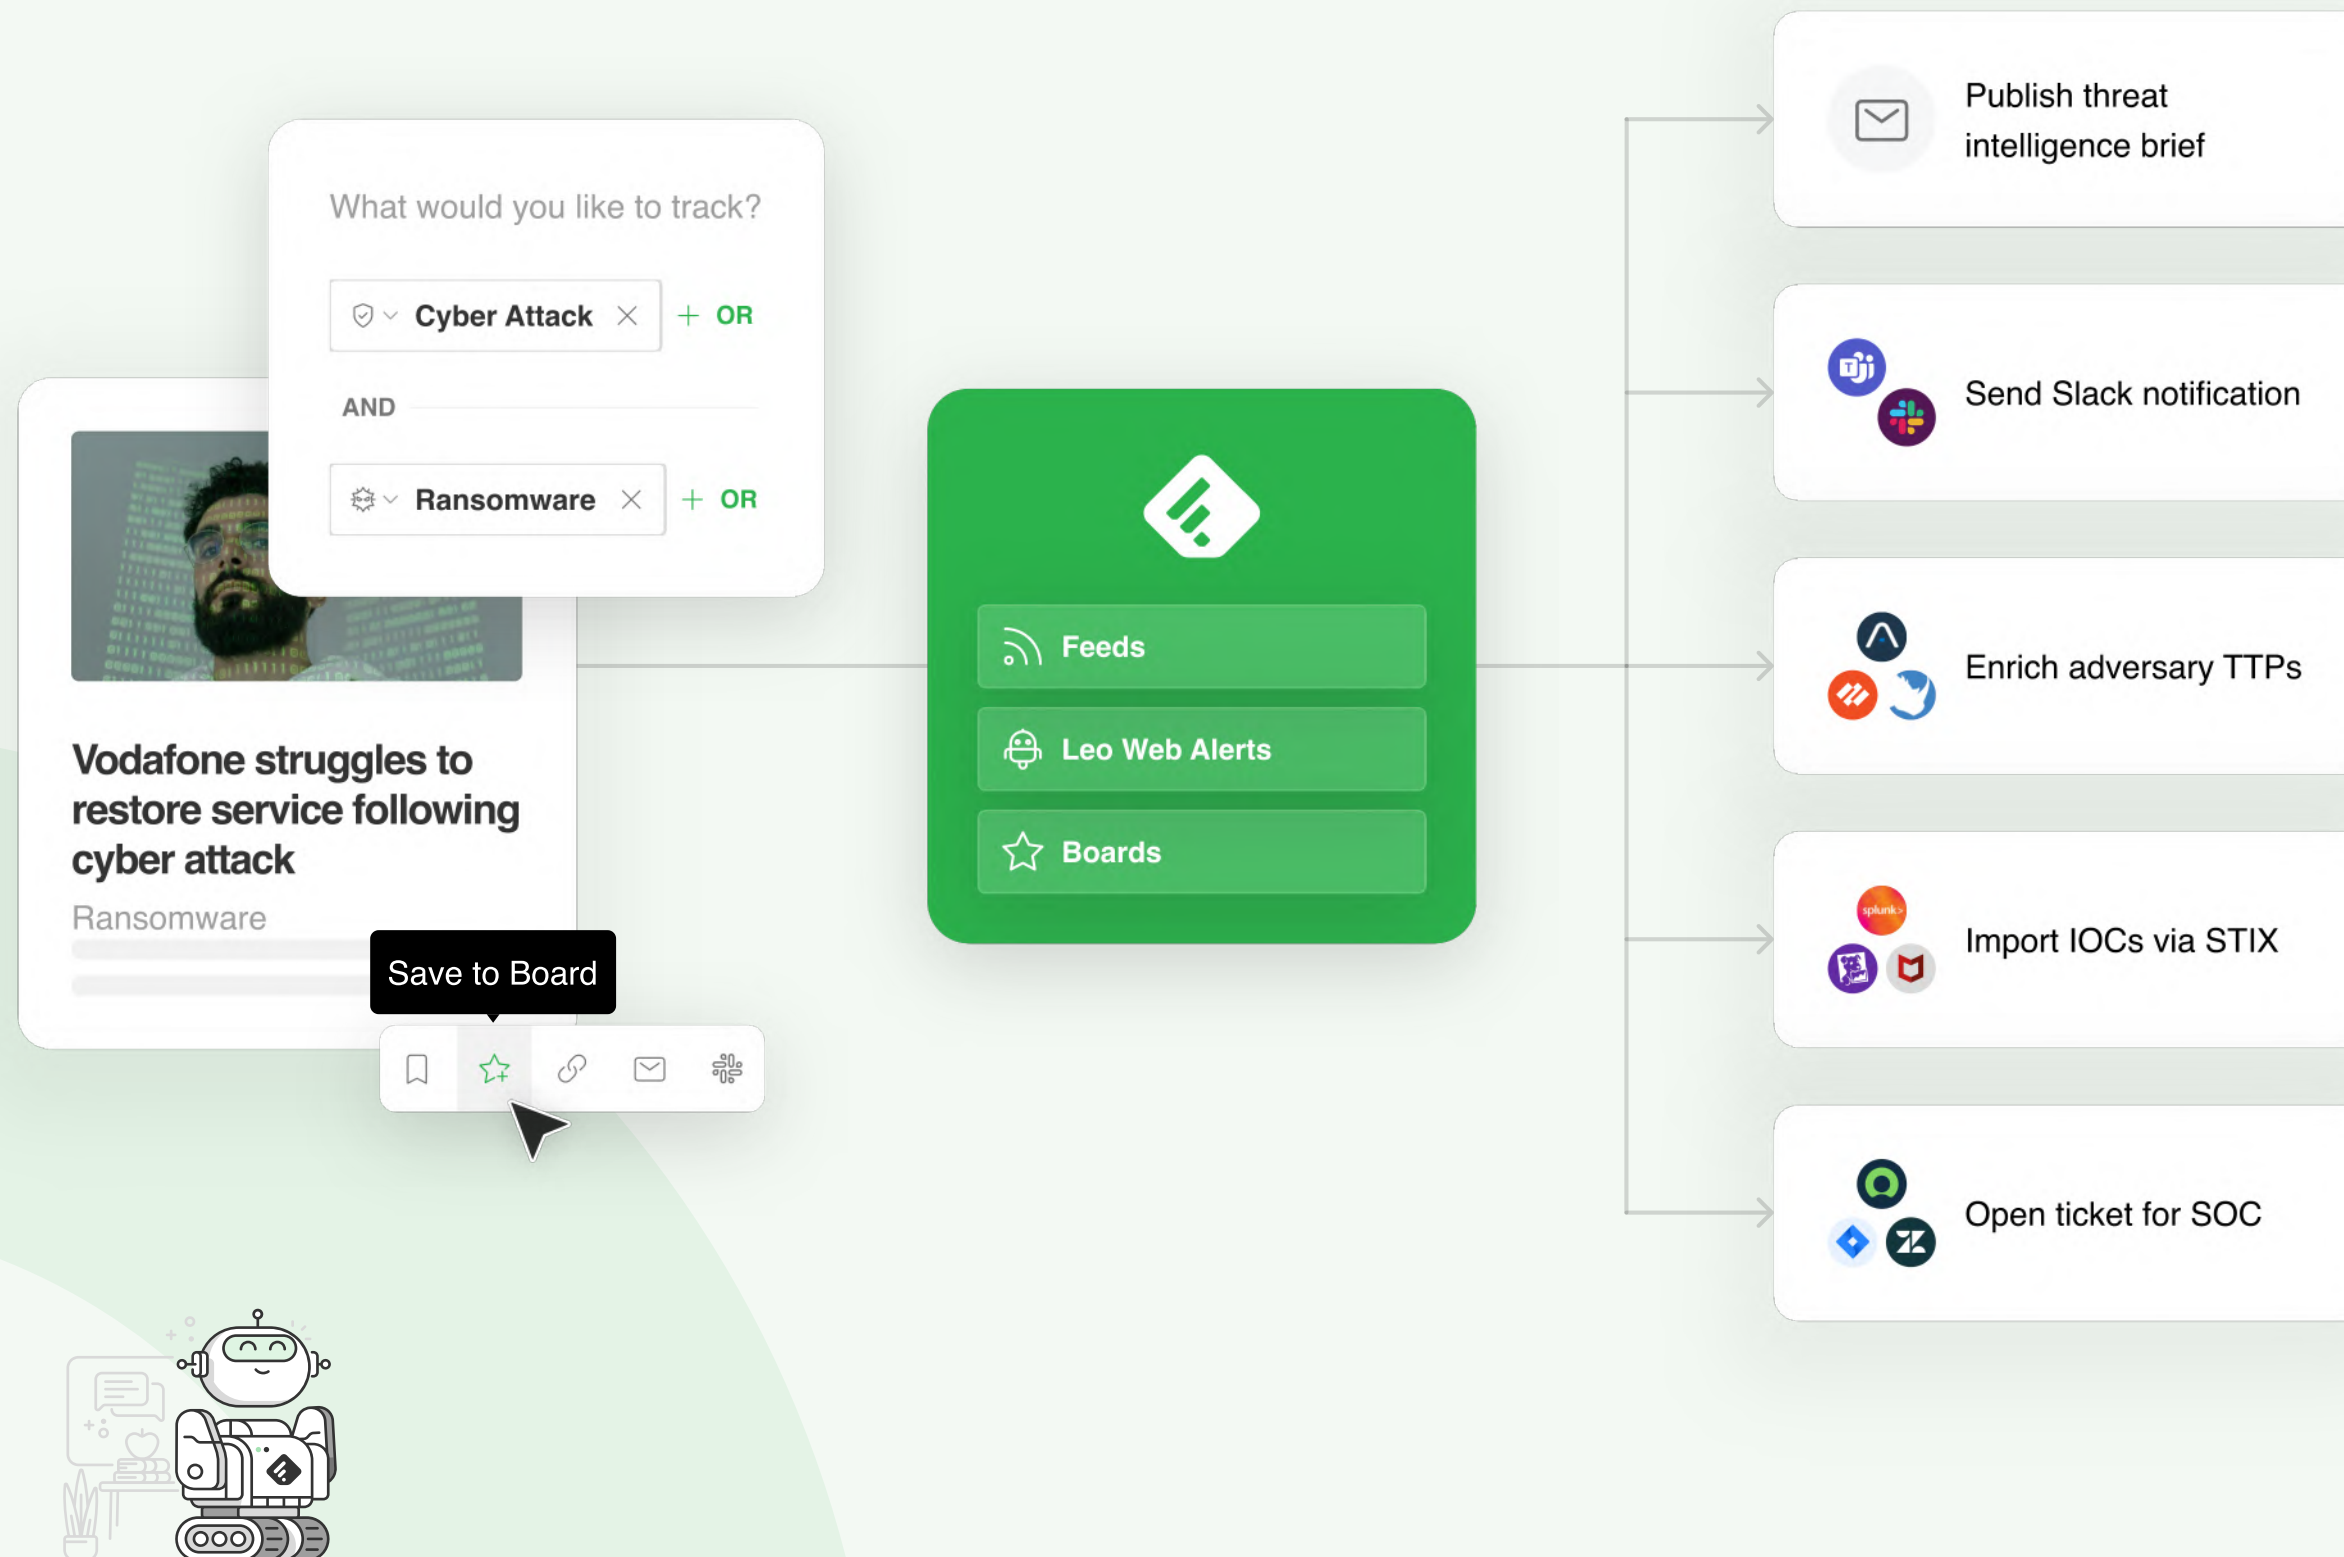 What would you like to track?
Cyber Attack
+ OR
AND
Ransomware
+ OR
Vodafone struggles to
restore service following
cyber attack
Ransomware
Save to Board
Feeds
Leo Web Alerts
Boards
Publish threat
intelligence brief
Send Slack notification
Enrich adversary TTPs
splunk>
Import IOCs via STIX
Open ticket for SOC